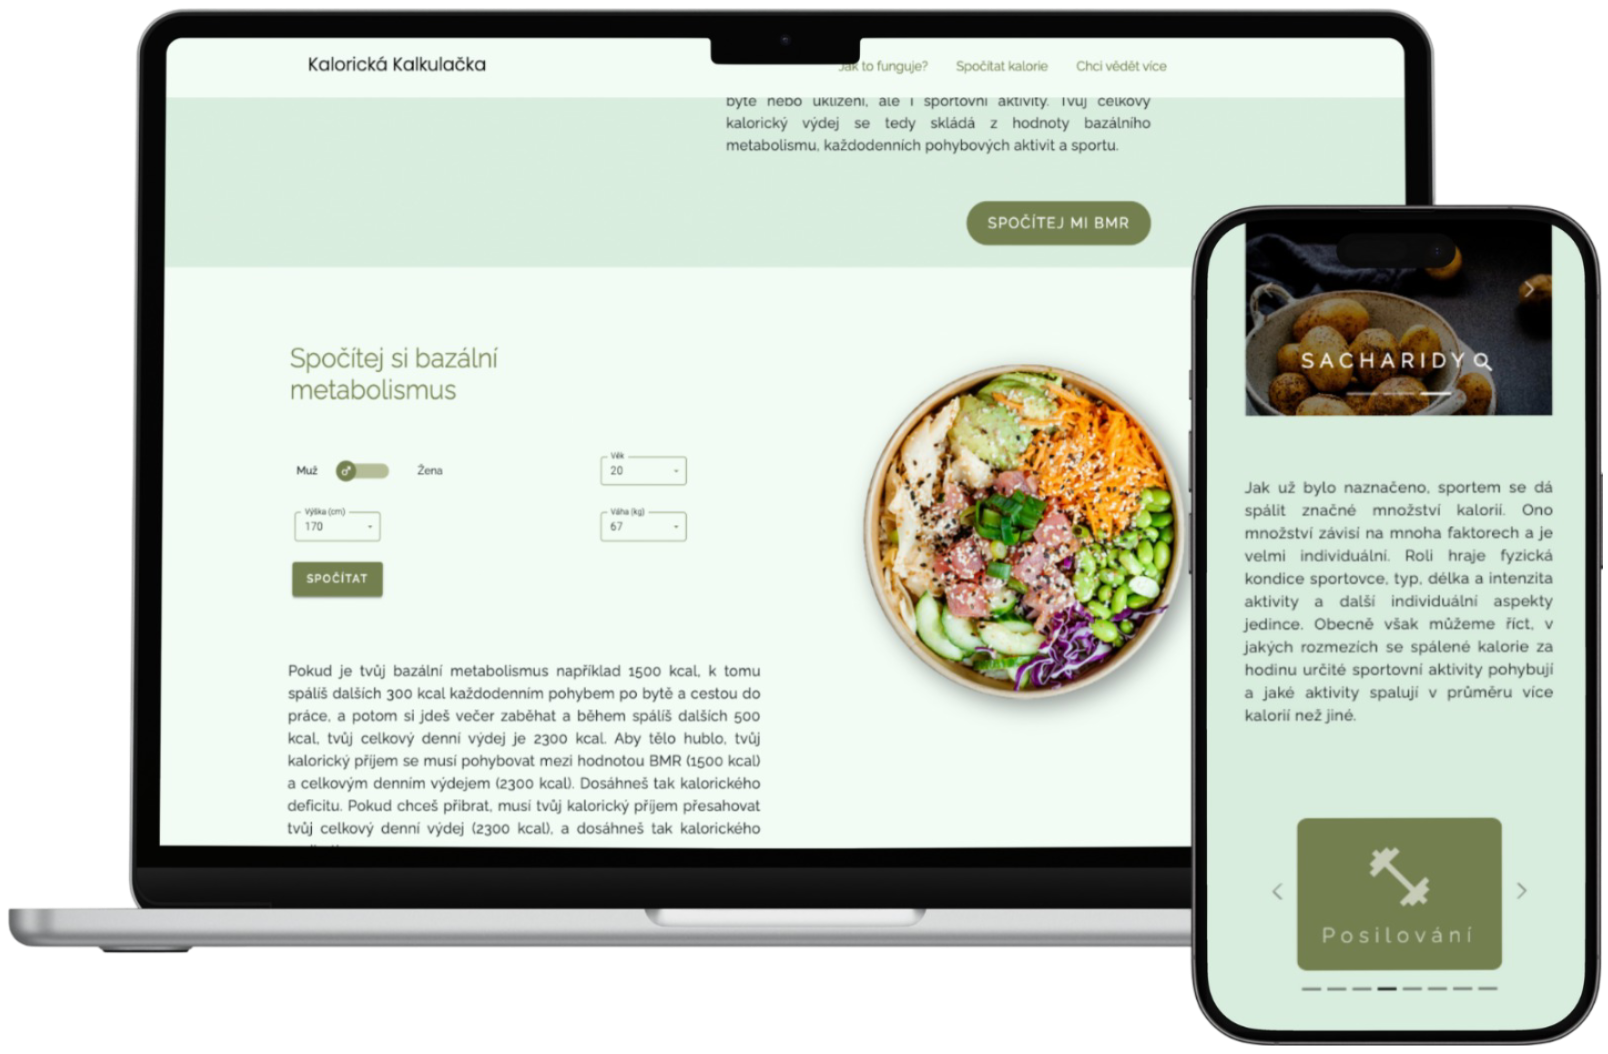 Kalorická Kalkulačka
Jak to funguje?
Spočítat kalorie
Chci vědět více
bytě nebo uklízení, ale i sportovní aktivity. Tvůj celkový
kalorický výdej se tedy skládá z hodnoty bazálního
metabolismu, každodenních pohybových aktivit a sportu.
SPOČÍTEJ MI BMR
Spočítej si bazální
metabolismus
Muž
Žena
Věk
20
Výška (cm)
170
Váha (kg)
67
SPOČÍTAT
Pokud je tvůj bazální metabolismus například 1500 kcal, k tomu
spálíš dalších 300 kcal každodenním pohybem po bytě a cestou do
práce, a potom si jdeš večer zaběhat a během spálíš dalších 500
kcal, tvůj celkový denní výdej je 2300 kcal. Aby tělo hublo, tvůj
kalorický příjem se musí pohybovat mezi hodnotou BMR (1500 kcal)
a celkovým denním výdejem (2300 kcal). Dosáhneš tak kalorického
deficitu. Pokud chceš přibrat, musí tvůj kalorický příjem přesahovat
tvůj celkový denní výdej (2300 kcal), a dosáhneš tak kalorického
SACHARIDY
Jak už bylo naznačeno, sportem se dá
spálit značné množství kalorií. Ono
množství závisí na mnoha faktorech a je
velmi individuální. Roli hraje fyzická
kondice sportovce, typ, délka a intenzita
aktivity a další individuální aspekty
jedince. Obecně však můžeme říct, v
jakých rozmezích se spálené kalorie za
hodinu určité sportovní aktivity pohybují
a jaké aktivity spalují v průměru více
kalorií než jiné.
Posilování